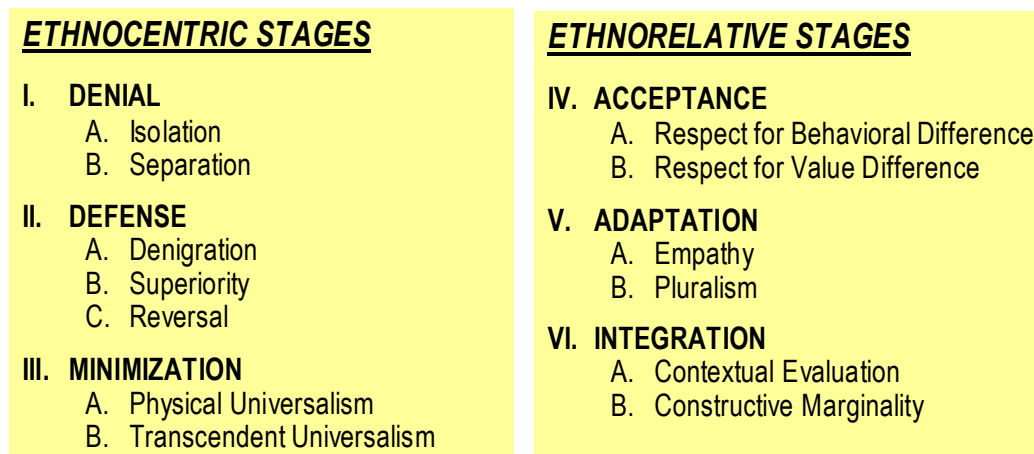 ETHNOCENTRIC STAGES
I. DENIAL
A. Isolation
B. Separation
II. DEFENSE
A. Denigration
B. Superiority
C. Reversal
III. MINIMIZATION
A. Physical Universalism
B. Transcendent Universalism
ETHNORELATIVE STAGES
IV. ACCEPTANCE
A. Respect for Behavioral Difference
B. Respect for Value Difference
V. ADAPTATION
A. Empathy
B. Pluralism
VI. INTEGRATION
A. Contextual Evaluation
B. Constructive Marginality